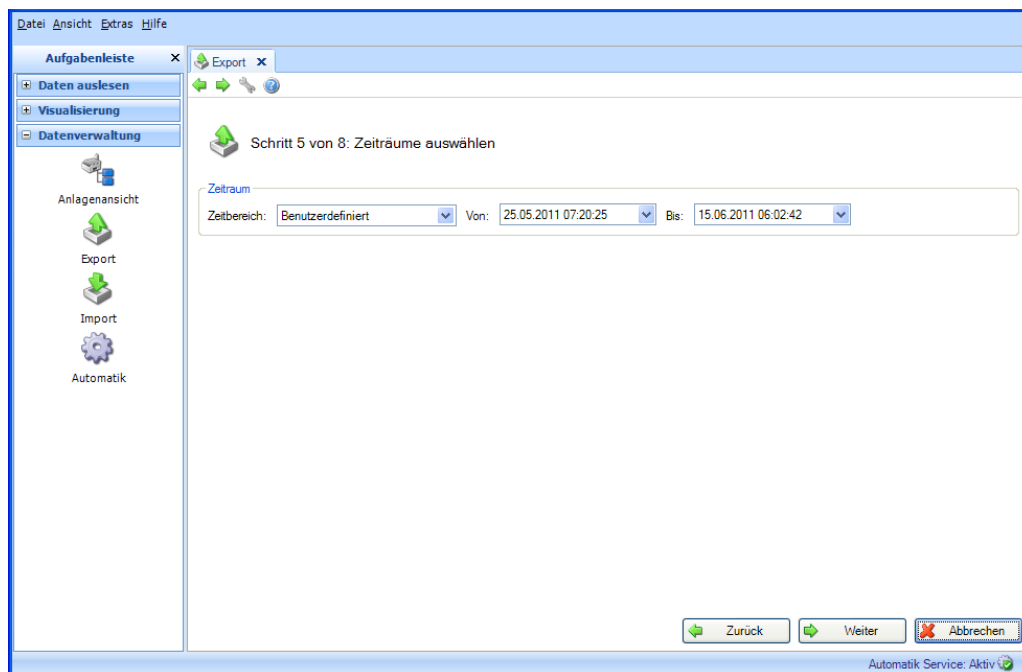 Datei Ansicht Extras Hilfe
Aufgabenleiste
Daten auslesen
Visualisierung
Datenverwaltung
Anlagenansicht
Export
Import
Automatik
Export
Schritt 5 von 8: Zeiträume auswählen
Zeitraum
Zeitbereich: Benutzerdefiniert Von: 25.05.2011 07:20:25 Bis: 15.06.2011 06:02:42
Zurück Weiter Abbrechen
Automatik Service: Aktiv